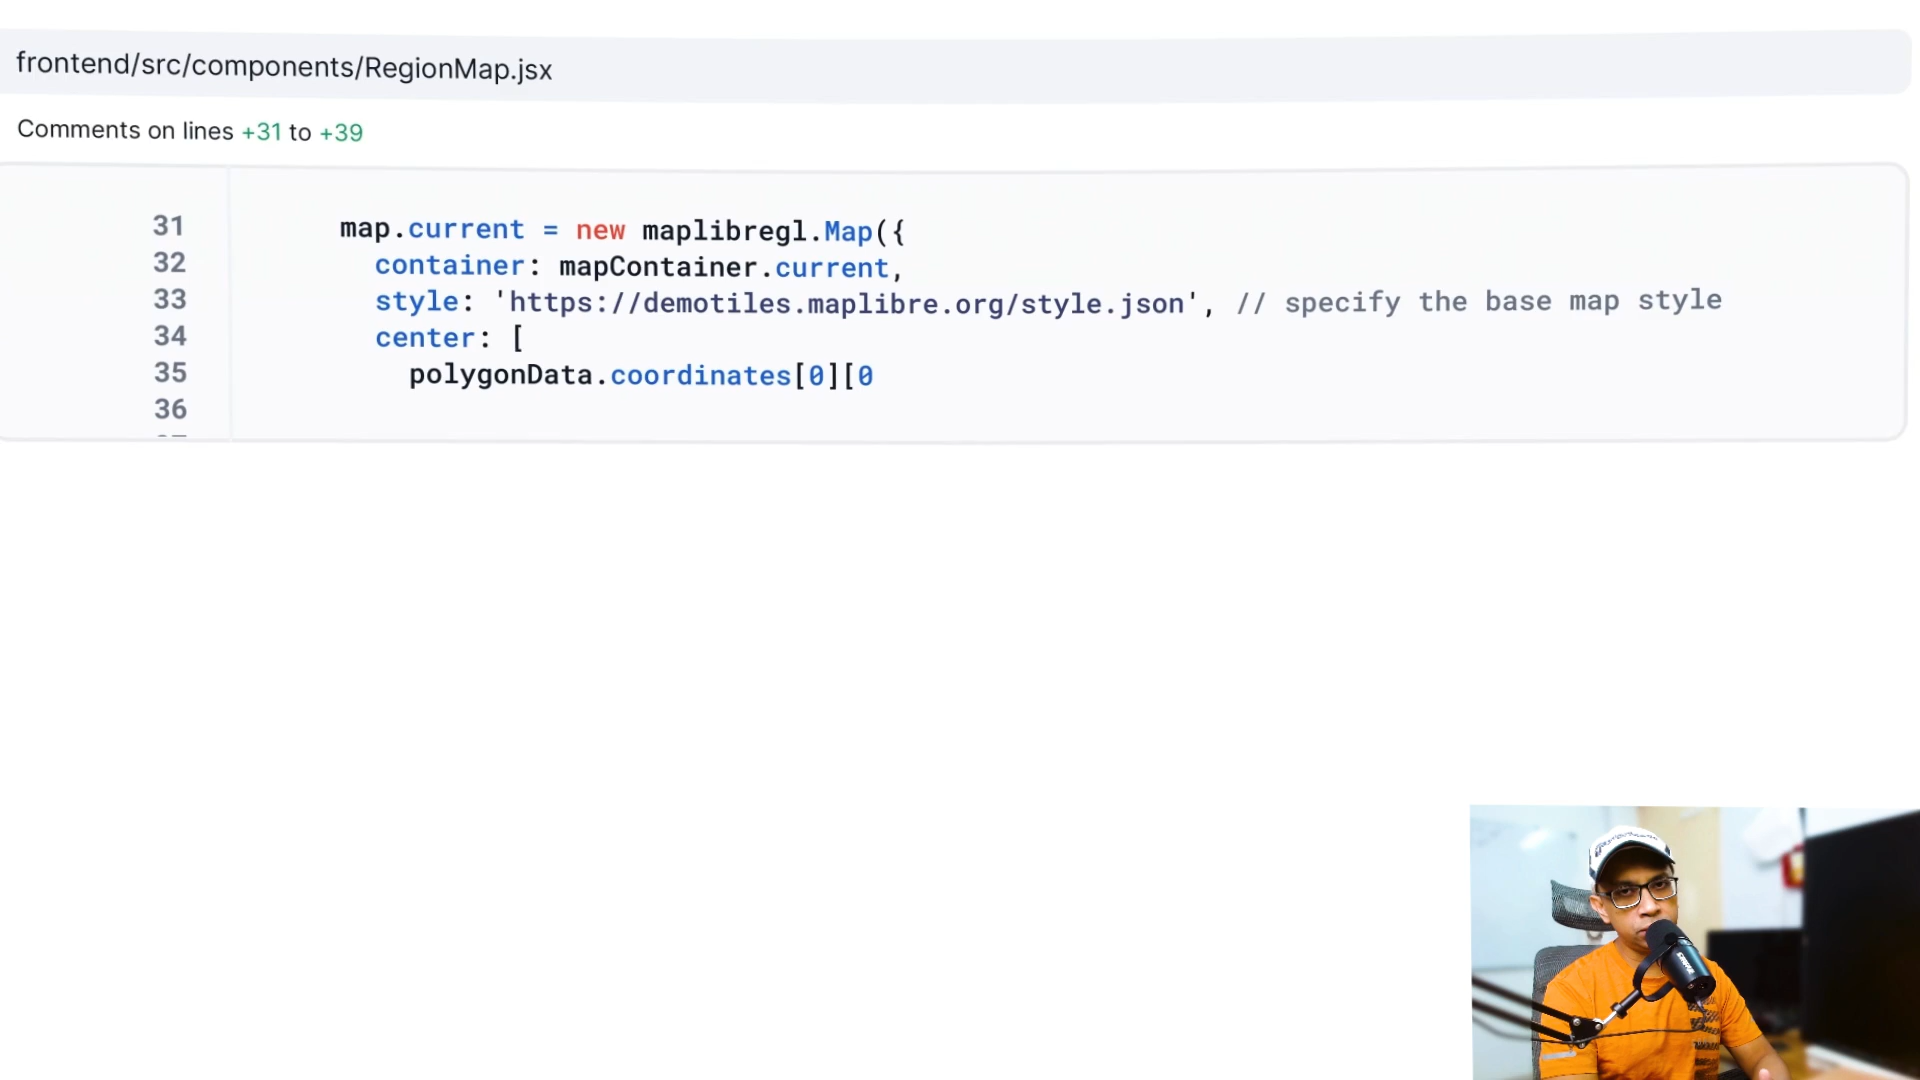 frontend/src/components/RegionMap.jsx
Comments on lines +31 to +39
31 map.current = new maplibregl.Map({
32 container: mapContainer.current,
33 style: 'https://demotiles.maplibre.org/style.json', // specify the base map style
34 center: [
35 polygonData.coordinates[0][0
36